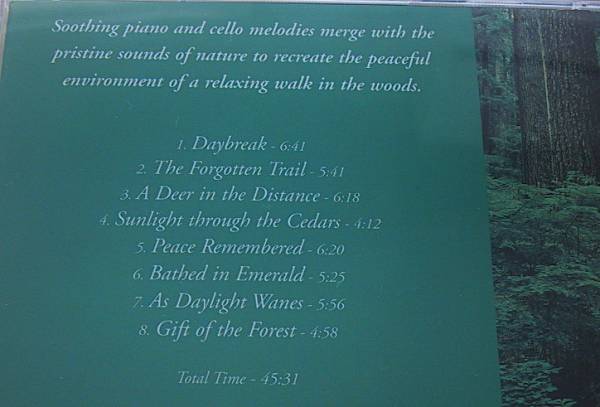 Soothing piano and cello melodies merge with the
pristine sounds of nature to recreate the peaceful
environment of a relaxing walk in the woods.
1. Daybreak - 6:41
2. The Forgotten Trail - 5:41
3. A Deer in the Distance - 6:18
4. Sunlight through the Cedars - 4:12
5. Peace Remembered - 6:20
6. Bathed in Emerald - 5:25
7. As Daylight Wanes - 5:56
8. Gift of the Forest - 4:58
Total Time - 45:31